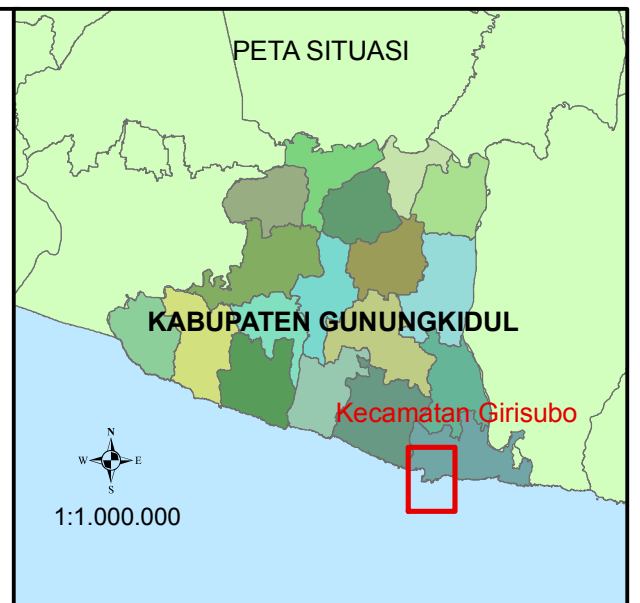 PETA SITUASI
KABUPATEN GUNUNGKIDUL
Kecamatan Girisubo
N
W E
S
1:1.000.000